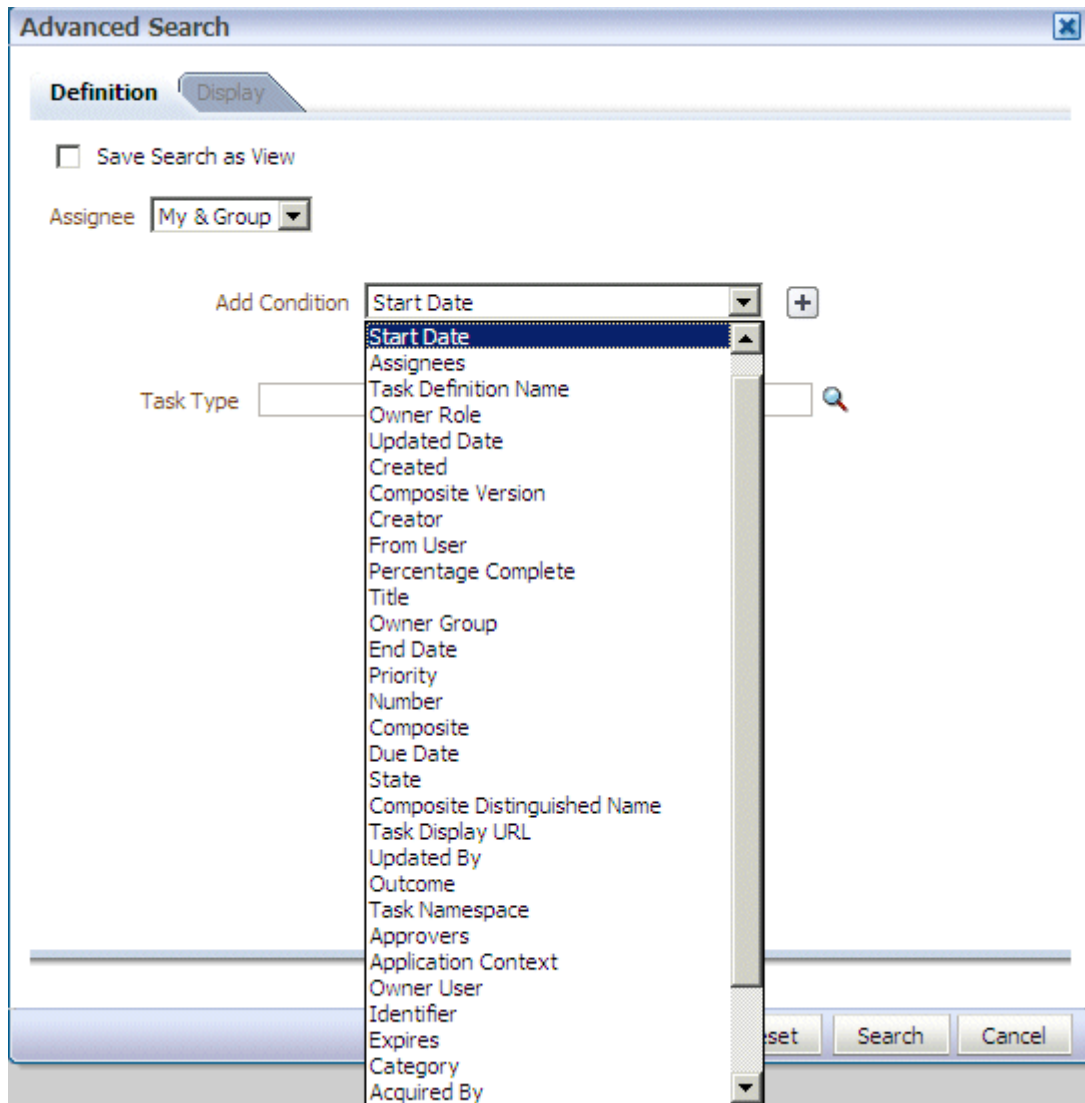 Advanced Search
Definition Display
Save Search as View
Assignee My & Group
Add Condition Start Date
Start Date
Assignees
Task Definition Name
Task Type
Owner Role
Updated Date
Created
Composite Version
Creator
From User
Percentage Complete
Title
Owner Group
End Date
Priority
Number
Composite
Due Date
State
Composite Distinguished Name
Task Display URL
Updated By
Outcome
Task Namespace
Approvers
Application Context
Owner User
Identifier
Expires
set Search Cancel
Category
Acquired By